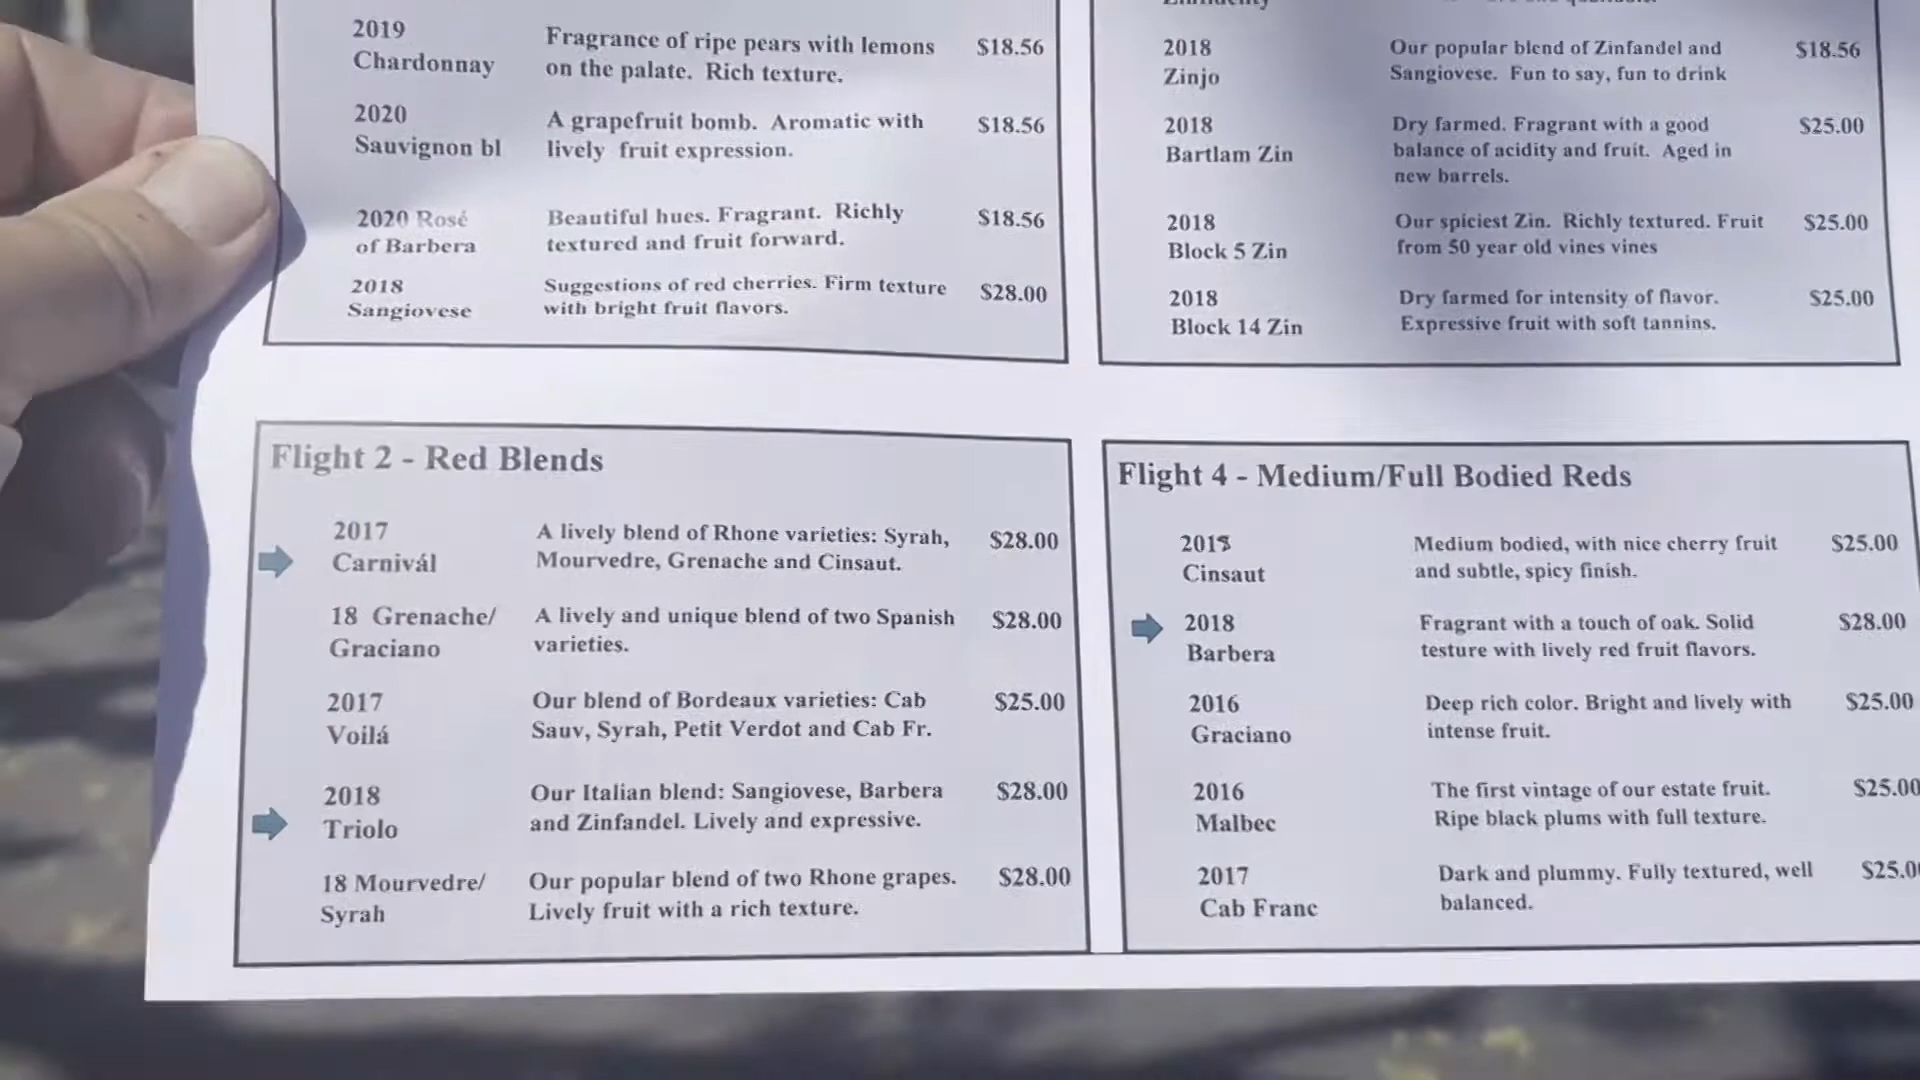 2019
Chardonnay
Fragrance of ripe pears with lemons
on the palate. Rich texture.
$18.56
2020
Sauvignon bl
A grapefruit bomb. Aromatic with
lively fruit expression.
$18.56
2020 Rosé
of Barbera
Beautiful hues. Fragrant. Richly
textured and fruit forward.
$18.56
2018
Sangiovese
Suggestions of red cherries. Firm texture
with bright fruit flavors.
$28.00
2018
Zinjo
Our popular blend of Zinfandel and
Sangiovese. Fun to say, fun to drink
$18.56
2018
Bartlam Zin
Dry farmed. Fragrant with a good
balance of acidity and fruit. Aged in
new barrels.
$25.00
2018
Block 5 Zin
Our spiciest Zin. Richly textured. Fruit
from 50 year old vines vines
$25.00
2018
Block 14 Zin
Dry farmed for intensity of flavor.
Expressive fruit with soft tannins.
$25.00
Flight 2 - Red Blends
2017
Carnivál
A lively blend of Rhone varieties: Syrah,
Mourvedre, Grenache and Cinsaut.
$28.00
18 Grenache/
Graciano
A lively and unique blend of two Spanish
varieties.
$28.00
2017
Voilá
Our blend of Bordeaux varieties: Cab
Sauv, Syrah, Petit Verdot and Cab Fr.
$25.00
2018
Triolo
Our Italian blend: Sangiovese, Barbera
and Zinfandel. Lively and expressive.
$28.00
18 Mourvedre/
Syrah
Our popular blend of two Rhone grapes.
Lively fruit with a rich texture.
$28.00
Flight 4 - Medium/Full Bodied Reds
Cinsaut
Medium bodied, with nice cherry fruit
and subtle, spicy finish.
$25.00
2018
Barbera
Fragrant with a touch of oak. Solid
testure with lively red fruit flavors.
$28.00
2016
Graciano
Deep rich color. Bright and lively with
intense fruit.
$25.00
2016
Malbec
The first vintage of our estate fruit.
Ripe black plums with full texture.
$25.00
2017
Cab Franc
Dark and plummy. Fully textured, well
balanced.
$25.0